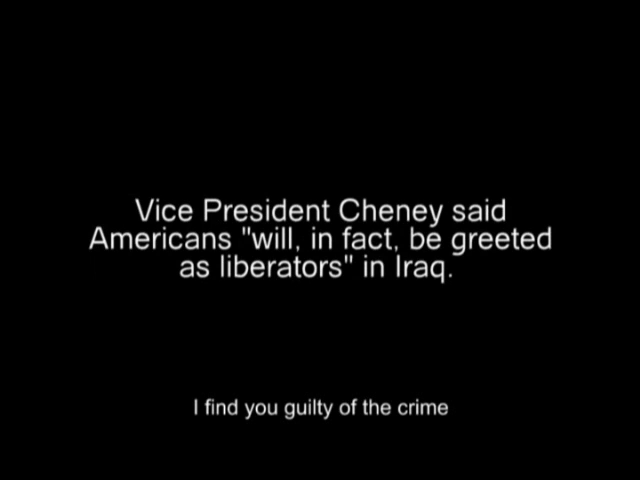 Vice President Cheney said
Americans "will, in fact, be greeted
as liberators" in Iraq.
I find you guilty of the crime